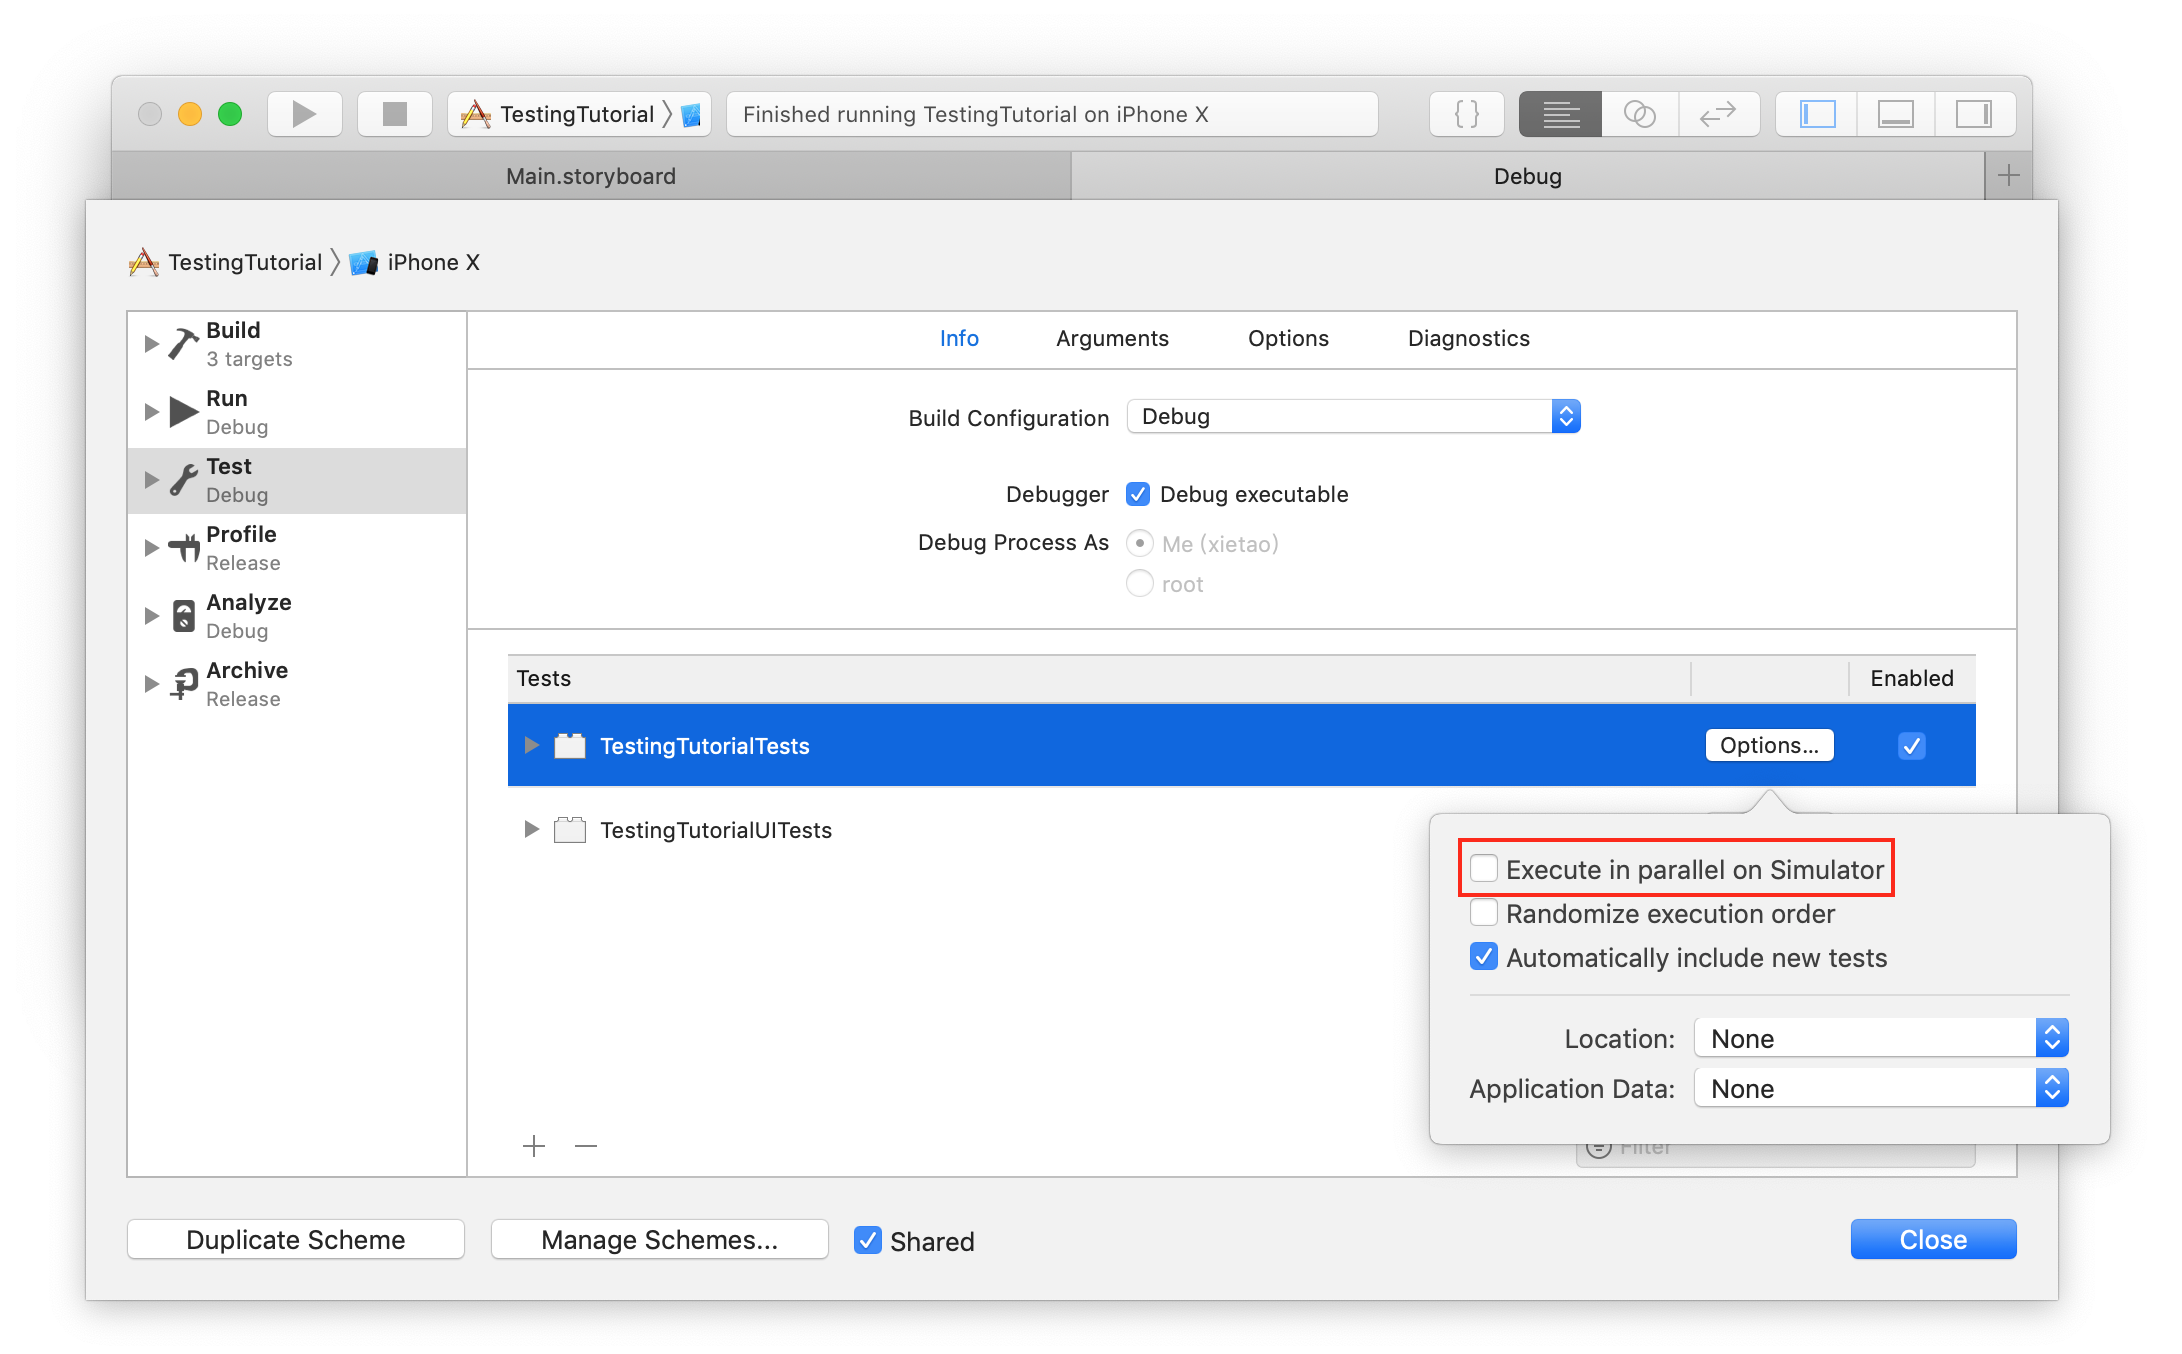 TestingTutorial
Finished running TestingTutorial on iPhone X
{ }
Main.storyboard
Debug
TestingTutorial
iPhone X
Build
3 targets
Run
Debug
Test
Debug
Profile
Release
Analyze
Debug
Archive
Release
Info Arguments Options Diagnostics
Build Configuration Debug
Debugger Debug executable
Debug Process As Me (xietao)
root
Tests Enabled
TestingTutorialTests Options...
TestingTutorialUITests
Execute in parallel on Simulator
Randomize execution order
Automatically include new tests
Location: None
Application Data: None
Filter
Duplicate Scheme Manage Schemes... Shared Close